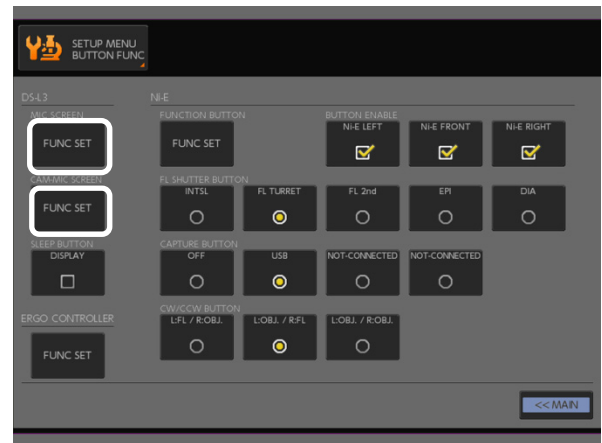 SETUP MENU
BUTTON FUNC
DS-L3
NI-E
MIC SCREEN
FUNC SET
CAM-MIC SCREEN
FUNC SET
SLEEP BUTTON
DISPLAY
ERGO CONTROLLER
FUNC SET
FUNCTION BUTTON
FUNC SET
BUTTON ENABLE
Ni-E LEFT
Ni-E FRONT
Ni-E RIGHT
FL SHUTTER BUTTON
INTSL
FL TURRET
FL 2nd
EPI
DIA
CAPTURE BUTTON
OFF
USB
NOT-CONNECTED
NOT-CONNECTED
CW/CCW BUTTON
L:FL / R:OBJ.
L:OBJ. / R:FL
L:OBJ. / R:OBJ.
<< MAIN